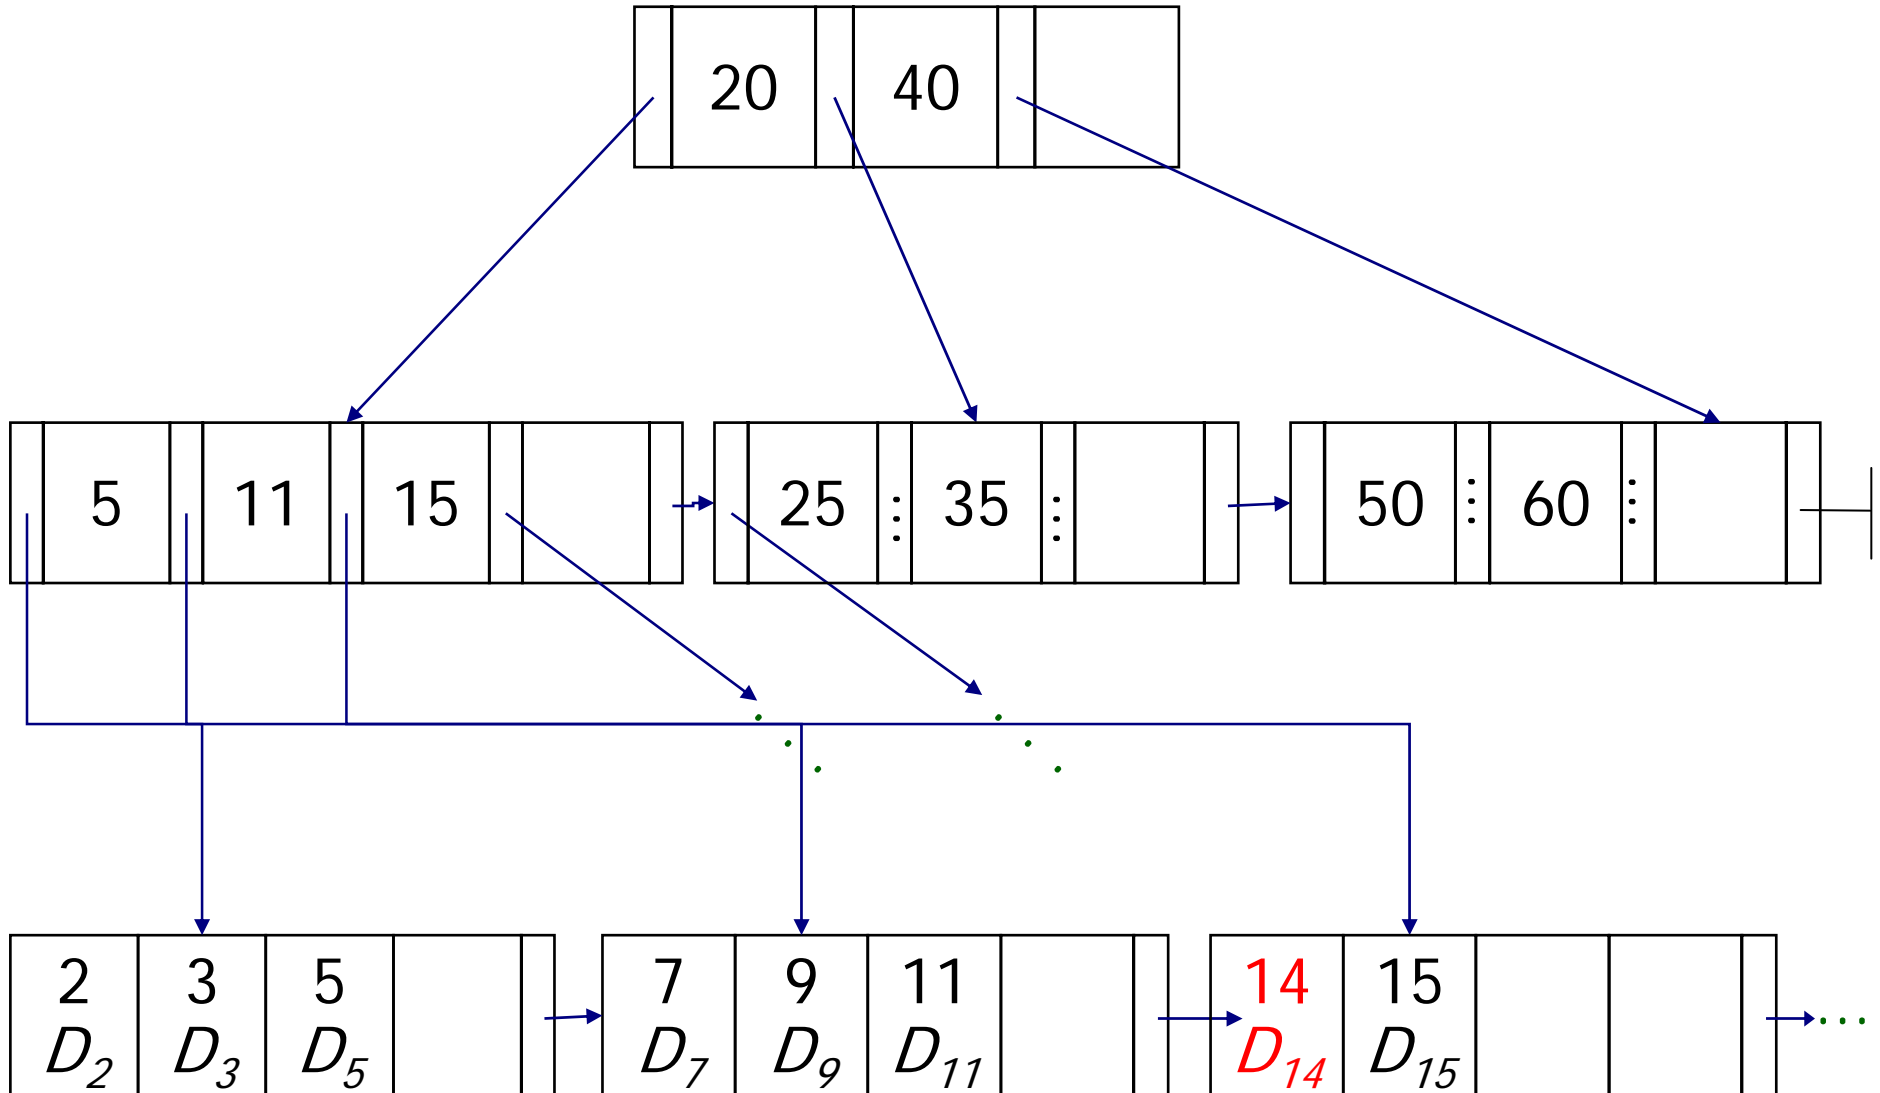 20 40
5 11 15 25 ⋮ 35 ⋮ 50 ⋮ 60 ⋮
2 3 5 7 9 11 14 15
D₂ D₃ D₅ D₇ D₉ D₁₁ D₁₄ D₁₅ ...